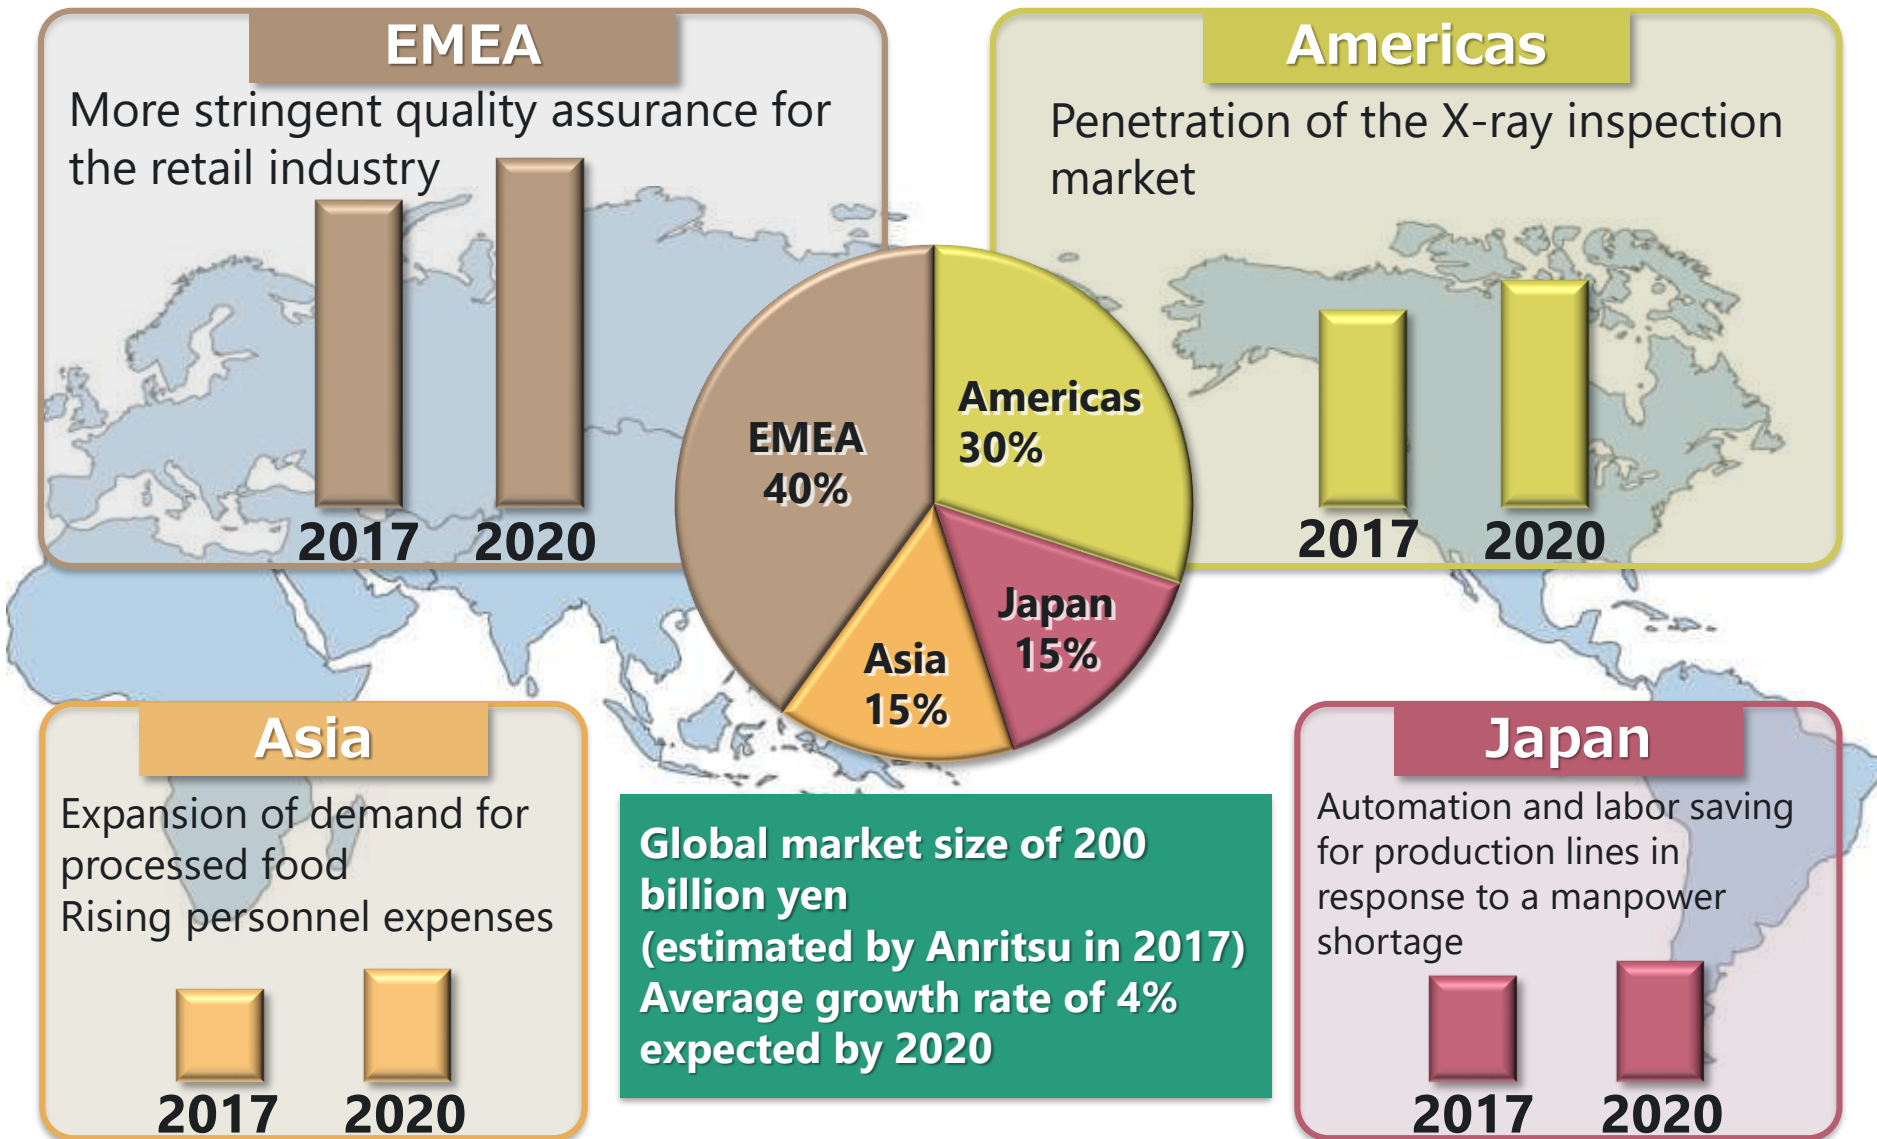 EMEA
More stringent quality assurance for
the retail industry
2017
2020
Americas
Penetration of the X-ray inspection
market
2017
2020
EMEA
40%
Americas
30%
Japan
15%
Asia
15%
Asia
Expansion of demand for
processed food
Rising personnel expenses
2017
2020
Global market size of 200
billion yen
(estimated by Anritsu in 2017)
Average growth rate of 4%
expected by 2020
Japan
Automation and labor saving
for production lines in
response to a manpower
shortage
2017
2020